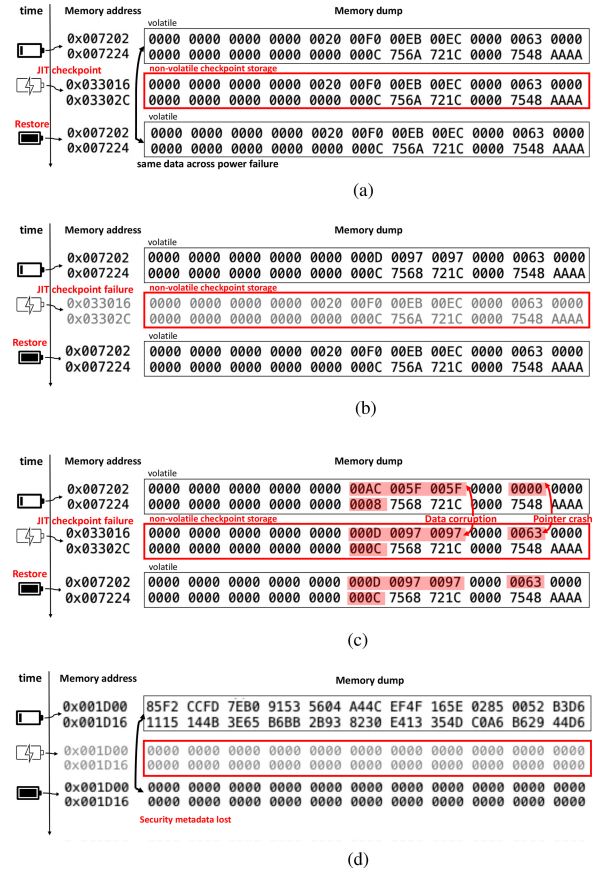 time Memory address Memory dump
volatile
0x007202 0000 0000 0000 0000 0020 00F0 00EB 00EC 0000 0063 0000
0x007224 0000 0000 0000 0000 0000 000C 756A 721C 0000 7548 AAAA
JIT checkpoint non-volatile checkpoint storage
0x033016 0000 0000 0000 0000 0020 00F0 00EB 00EC 0000 0063 0000
0x03302C 0000 0000 0000 0000 0000 000C 756A 721C 0000 7548 AAAA
Restore volatile
0x007202 0000 0000 0000 0000 0020 00F0 00EB 00EC 0000 0063 0000
0x007224 0000 0000 0000 0000 0000 000C 756A 721C 0000 7548 AAAA
same data across power failure
(a)
time Memory address Memory dump
volatile
0x007202 0000 0000 0000 0000 0000 000D 0097 0097 0000 0063 0000
0x007224 0000 0000 0000 0000 0000 000C 7568 721C 0000 7548 AAAA
JIT checkpoint failure non-volatile checkpoint storage
0x033016 0000 0000 0000 0000 0020 00F0 00EB 00EC 0000 0063 0000
0x03302C 0000 0000 0000 0000 0000 000C 756A 721C 0000 7548 AAAA
Restore volatile
0x007202 0000 0000 0000 0000 0020 00F0 00EB 00EC 0000 0063 0000
0x007224 0000 0000 0000 0000 0000 000C 756A 721C 0000 7548 AAAA
(b)
time Memory address Memory dump
volatile
0x007202 0000 0000 0000 0000 0000 00AC 005F 005F 0000 0000 0000
0x007224 0000 0000 0000 0000 0000 0008 7568 721C 0000 7548 AAAA
JIT checkpoint failure non-volatile checkpoint storage Data corruption Pointer crash
0x033016 0000 0000 0000 0000 0000 000D 0097 0097 0000 0063 0000
0x03302C 0000 0000 0000 0000 0000 000C 7568 721C 0000 7548 AAAA
Restore volatile
0x007202 0000 0000 0000 0000 0000 000D 0097 0097 0000 0063 0000
0x007224 0000 0000 0000 0000 0000 000C 7568 721C 0000 7548 AAAA
(c)
time Memory address Memory dump
0x001D00 85F2 CCFD 7EB0 9153 5604 A44C EF4F 165E 0285 0052 B3D6
0x001D16 1115 144B 3E65 B6BB 2B93 8230 E413 354D C0A6 B629 44D6
0x001D00 0000 0000 0000 0000 0000 0000 0000 0000 0000 0000 0000
0x001D16 0000 0000 0000 0000 0000 0000 0000 0000 0000 0000 0000
0x001D00 0000 0000 0000 0000 0000 0000 0000 0000 0000 0000 0000
0x001D16 0000 0000 0000 0000 0000 0000 0000 0000 0000 0000 0000
Security metadata lost
(d)